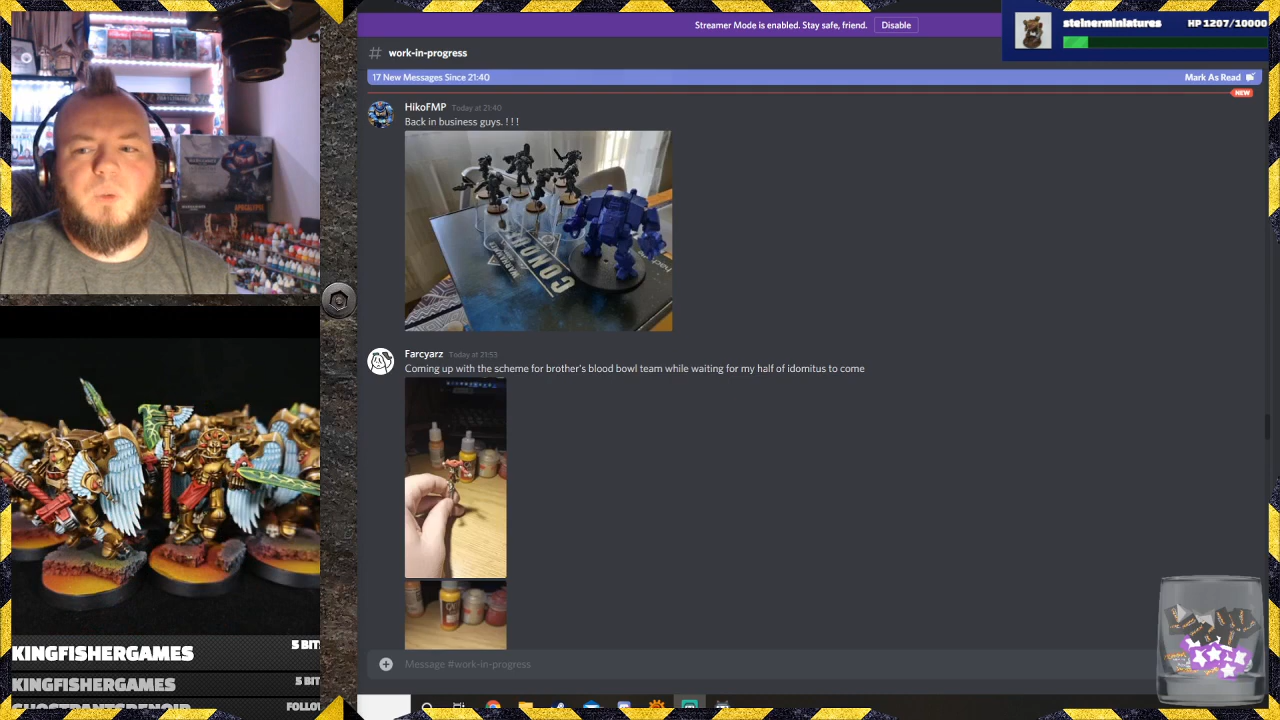 Streamer Mode is enabled. Stay safe, friend.
Disable
steinerminiatures
HP 1207/10000
# work-in-progress
17 New Messages Since 21:40
Mark As Read
NEW
HikoFMP Today at 21:40
Back in business guys. ! ! !
Farcyarz Today at 21:53
Coming up with the scheme for brother's blood bowl team while waiting for my half of idomitus to come
Message #work-in-progress
APOCALYPSE
KINGFISHERGAMES
5 BIT
KINGFISHERGAMES
5 BIT